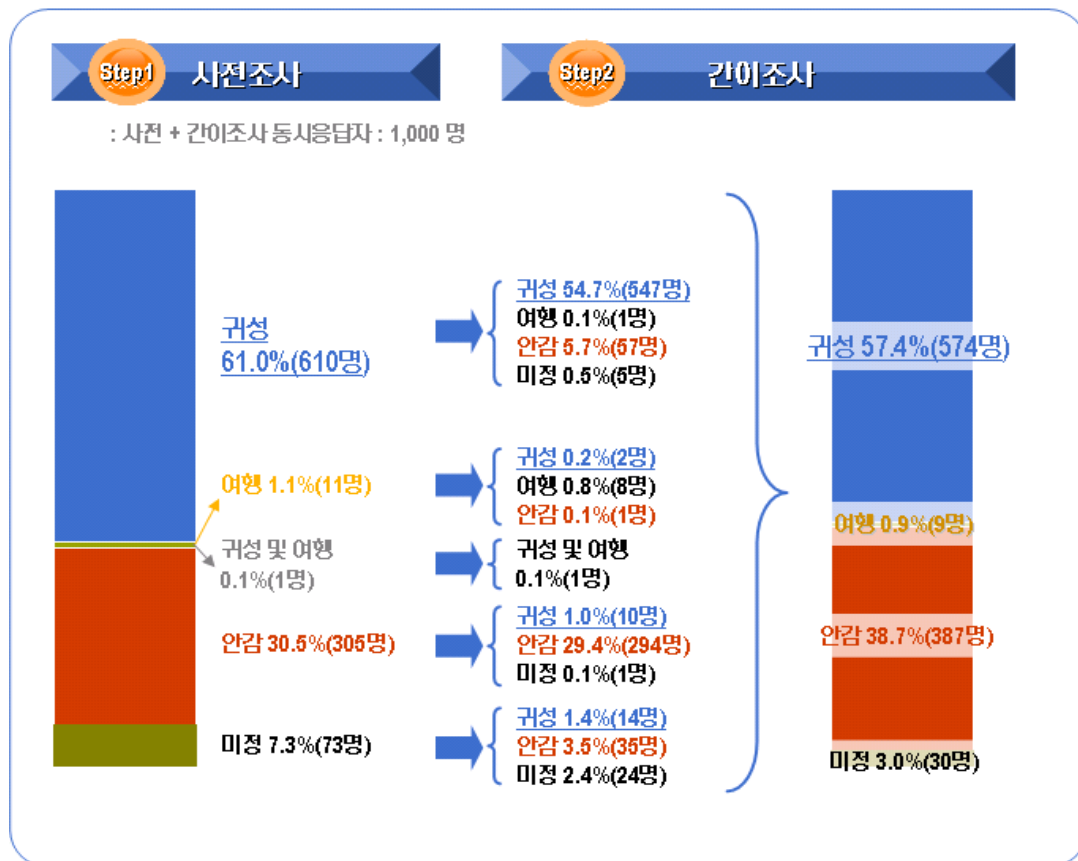 Step1 사전조사
Step2 간이조사
: 사전 + 간이조사 동시응답자 : 1,000 명
귀성
61.0%(610명)
귀성 54.7%(547명)
여행 0.1%(1명)
안감 5.7%(57명)
미정 0.5%(5명)
귀성 57.4%(574명)
여행 1.1%(11명)
귀성 0.2%(2명)
여행 0.8%(8명)
안감 0.1%(1명)
여행 0.9%(9명)
귀성 및 여행
0.1%(1명)
귀성 및 여행
0.1%(1명)
안감 30.5%(305명)
귀성 1.0%(10명)
안감 29.4%(294명)
미정 0.1%(1명)
안감 38.7%(387명)
미정 7.3%(73명)
귀성 1.4%(14명)
안감 3.5%(35명)
미정 2.4%(24명)
미정 3.0%(30명)